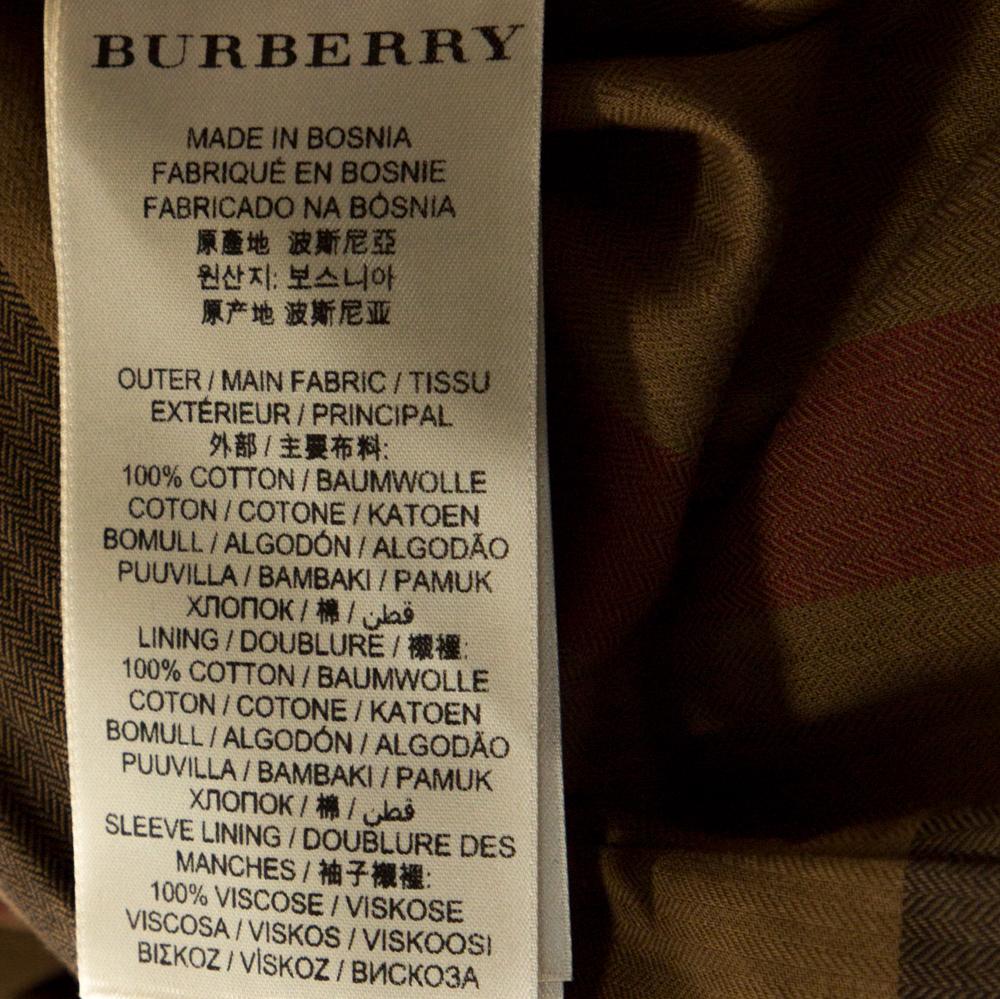 BURBERRY
MADE IN BOSNIA
FABRIQUÉ EN BOSNIE
FABRICADO NA BÓSNIA
原產地 波斯尼亞
원산지: 보스니아
原产地 波斯尼亚
OUTER / MAIN FABRIC / TISSU
EXTÉRIEUR / PRINCIPAL
外部 / 主要布料:
100% COTTON / BAUMWOLLE
COTON / COTONE / KATOEN
BOMULL / ALGODÓN / ALGODÃO
PUUVILLA / BAMBAKI / PAMUK
ХЛОПОК / 棉 / قطن
LINING / DOUBLURE / 襯裡:
100% COTTON / BAUMWOLLE
COTON / COTONE / KATOEN
BOMULL / ALGODÓN / ALGODÃO
PUUVILLA / BAMBAKI / PAMUK
ХЛОПОК / 棉 / قطن
SLEEVE LINING / DOUBLURE DES
MANCHES / 袖子襯裡:
100% VISCOSE / VISKOSE
VISCOSA / VISKOS / VISKOOSI
ΒΙΣΚΟΖ / VİSKOZ / ВИСКОЗА